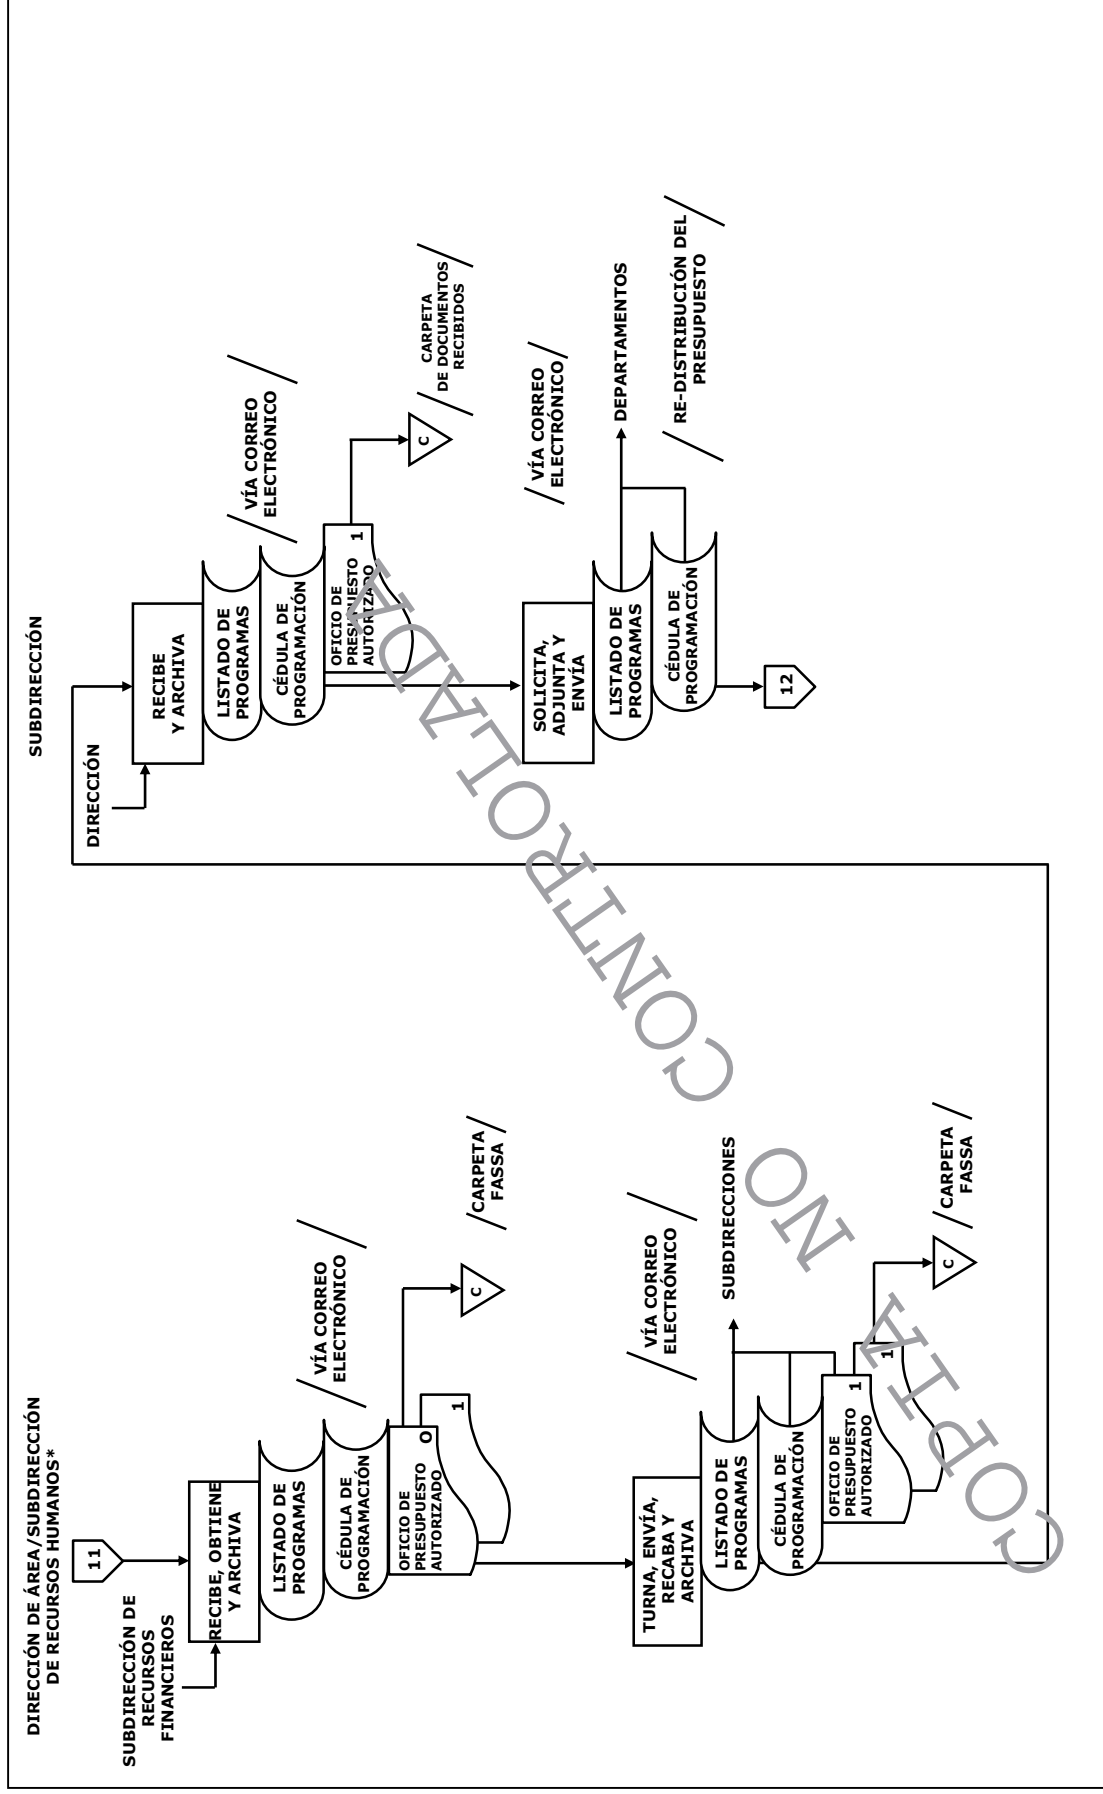 DIRECCIÓN DE ÁREA/SUBDIRECCIÓN
DE RECURSOS HUMANOS*
11
SUBDIRECCIÓN DE
RECURSOS
FINANCIEROS
RECIBE, OBTIENE
Y ARCHIVA
LISTADO DE
PROGRAMAS
CÉDULA DE
PROGRAMACIÓN
VÍA CORREO
ELECTRÓNICO
OFICIO DE
PRESUPUESTO
AUTORIZADO
O
1
C
CARPETA
FASSA
TURNA, ENVÍA,
RECABA Y
ARCHIVA
LISTADO DE
PROGRAMAS
CÉDULA DE
PROGRAMACIÓN
VÍA CORREO
ELECTRÓNICO
SUBDIRECCIONES
OFICIO DE
PRESUPUESTO
AUTORIZADO
1
1
C
CARPETA
FASSA
SUBDIRECCIÓN
DIRECCIÓN
RECIBE
Y ARCHIVA
LISTADO DE
PROGRAMAS
CÉDULA DE
PROGRAMACIÓN
VÍA CORREO
ELECTRÓNICO
OFICIO DE
PRESUPUESTO
AUTORIZADO
1
C
CARPETA
DE DOCUMENTOS
RECIBIDOS
SOLICITA,
ADJUNTA Y
ENVÍA
LISTADO DE
PROGRAMAS
CÉDULA DE
PROGRAMACIÓN
VÍA CORREO
ELECTRÓNICO
DEPARTAMENTOS
RE-DISTRIBUCIÓN DEL
PRESUPUESTO
12
COPIA NO CONTROLADA